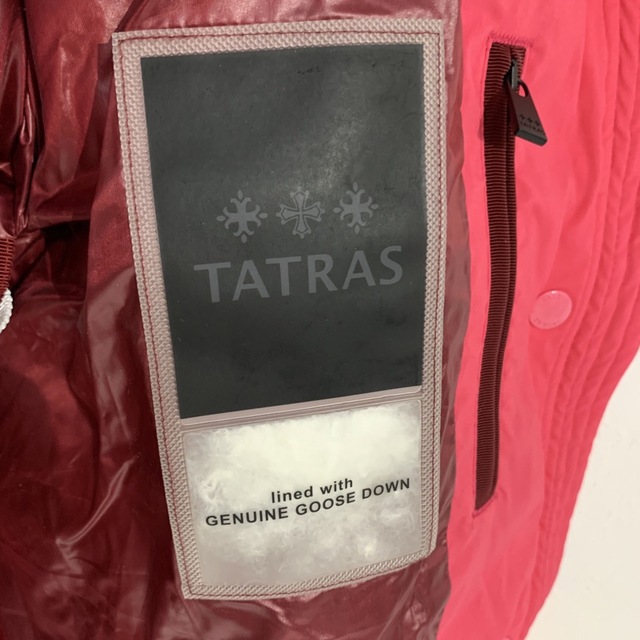 TATRAS
lined with
GENUINE GOOSE DOWN